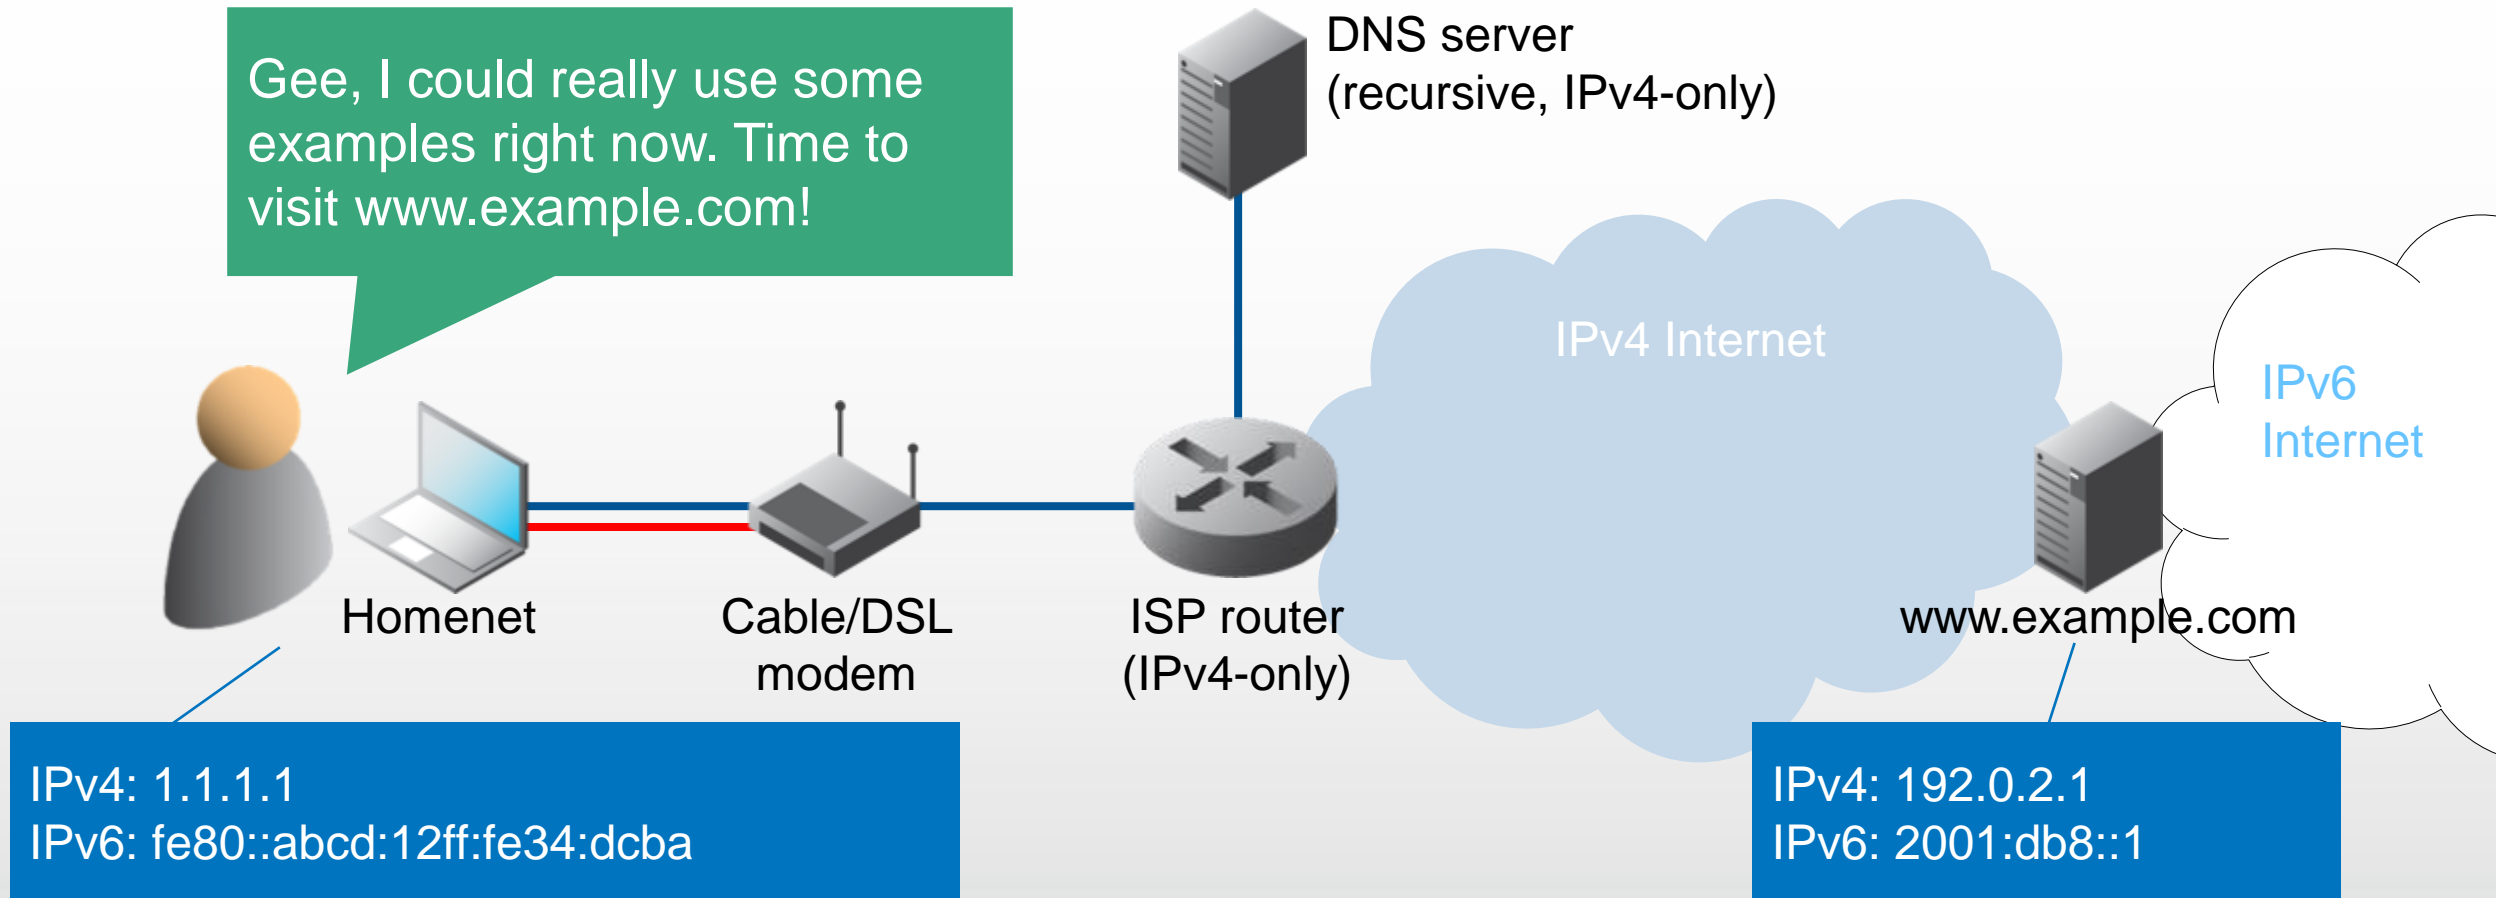 Gee, I could really use some
examples right now. Time to
visit www.example.com!
DNS server
(recursive, IPv4-only)
IPv4 Internet
IPv6
Internet
Homenet
Cable/DSL
modem
ISP router
(IPv4-only)
www.example.com
IPv4: 1.1.1.1
IPv6: fe80::abcd:12ff:fe34:dcba
IPv4: 192.0.2.1
IPv6: 2001:db8::1